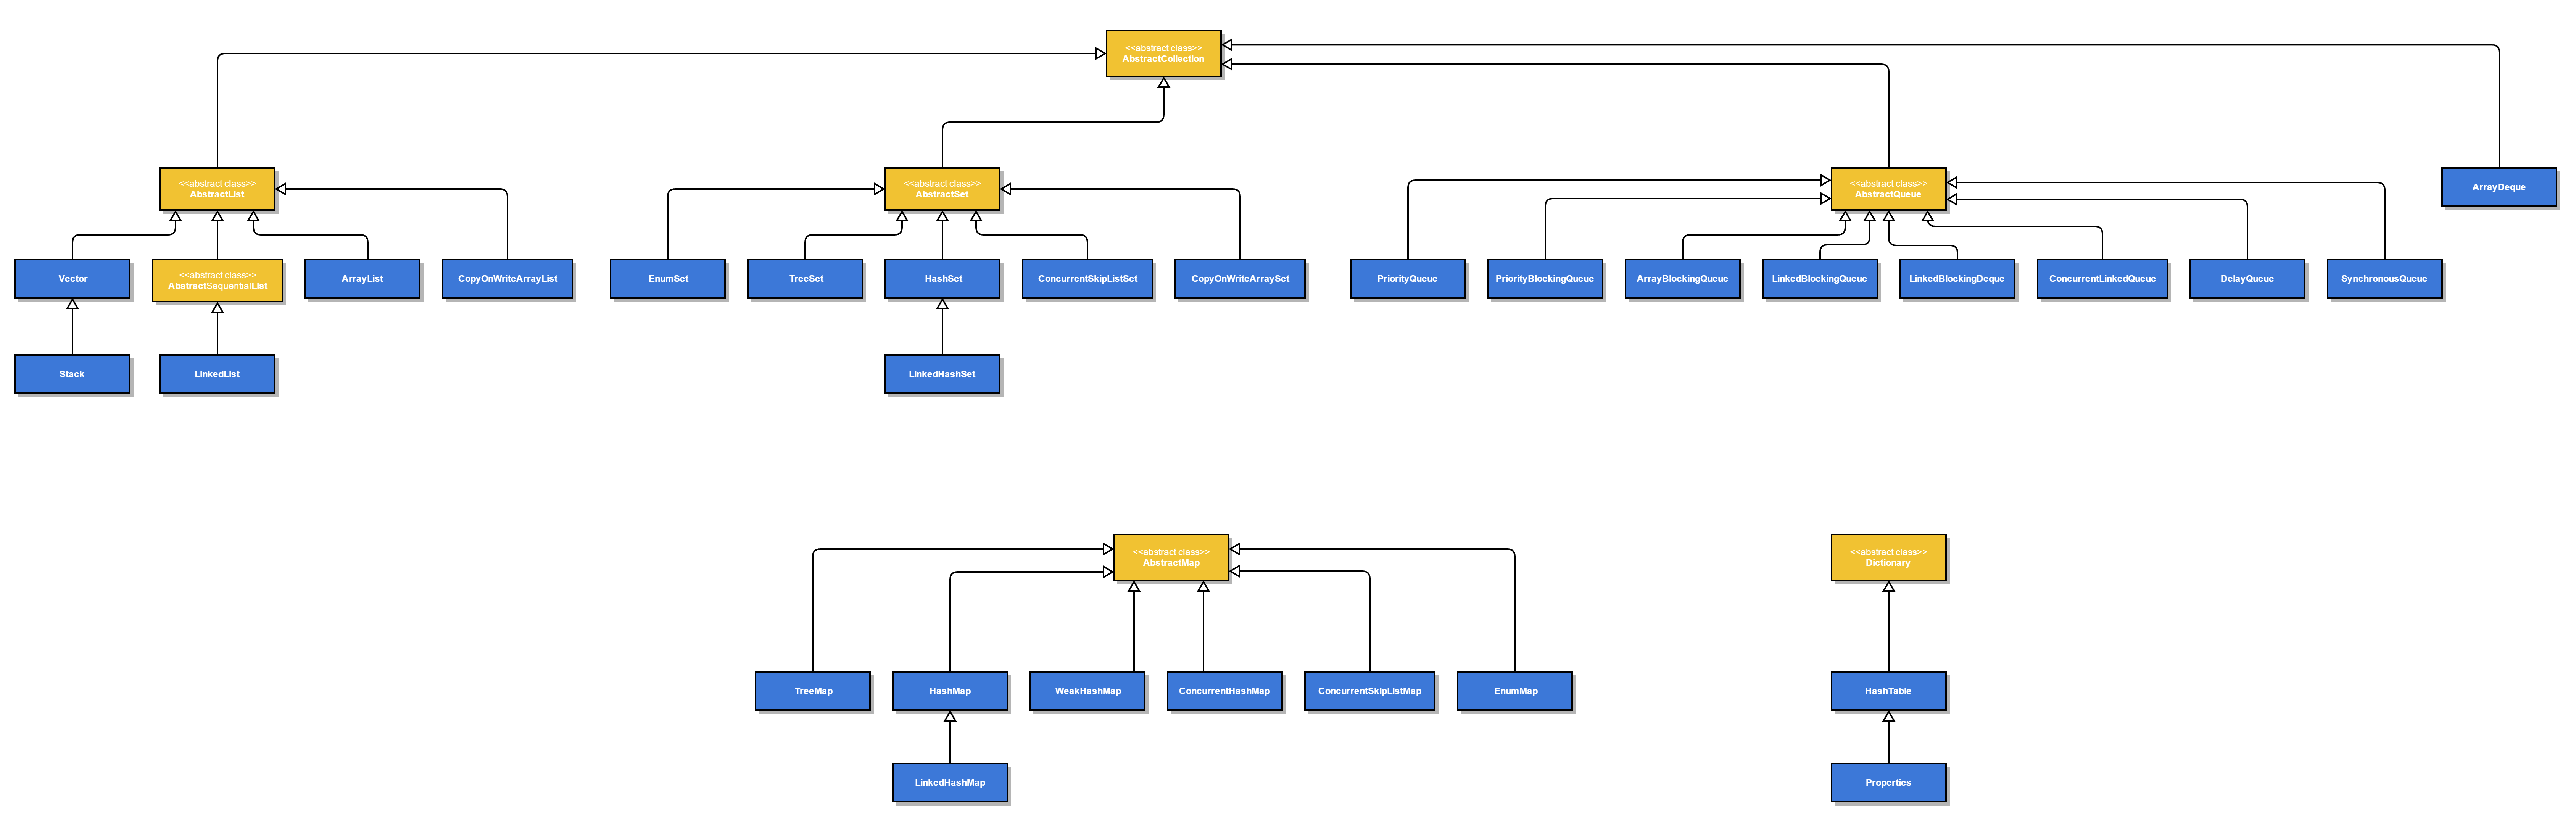 <<abstract class>>
AbstractCollection
<<abstract class>>
AbstractList
<<abstract class>>
AbstractSet
<<abstract class>>
AbstractQueue
ArrayDeque
Vector
<<abstract class>>
AbstractSequentialList
ArrayList
CopyOnWriteArrayList
EnumSet
TreeSet
HashSet
ConcurrentSkipListSet
CopyOnWriteArraySet
PriorityQueue
PriorityBlockingQueue
ArrayBlockingQueue
LinkedBlockingQueue
LinkedBlockingDeque
ConcurrentLinkedQueue
DelayQueue
SynchronousQueue
Stack
LinkedList
LinkedHashSet
<<abstract class>>
AbstractMap
<<abstract class>>
Dictionary
TreeMap
HashMap
WeakHashMap
ConcurrentHashMap
ConcurrentSkipListMap
EnumMap
HashTable
LinkedHashMap
Properties